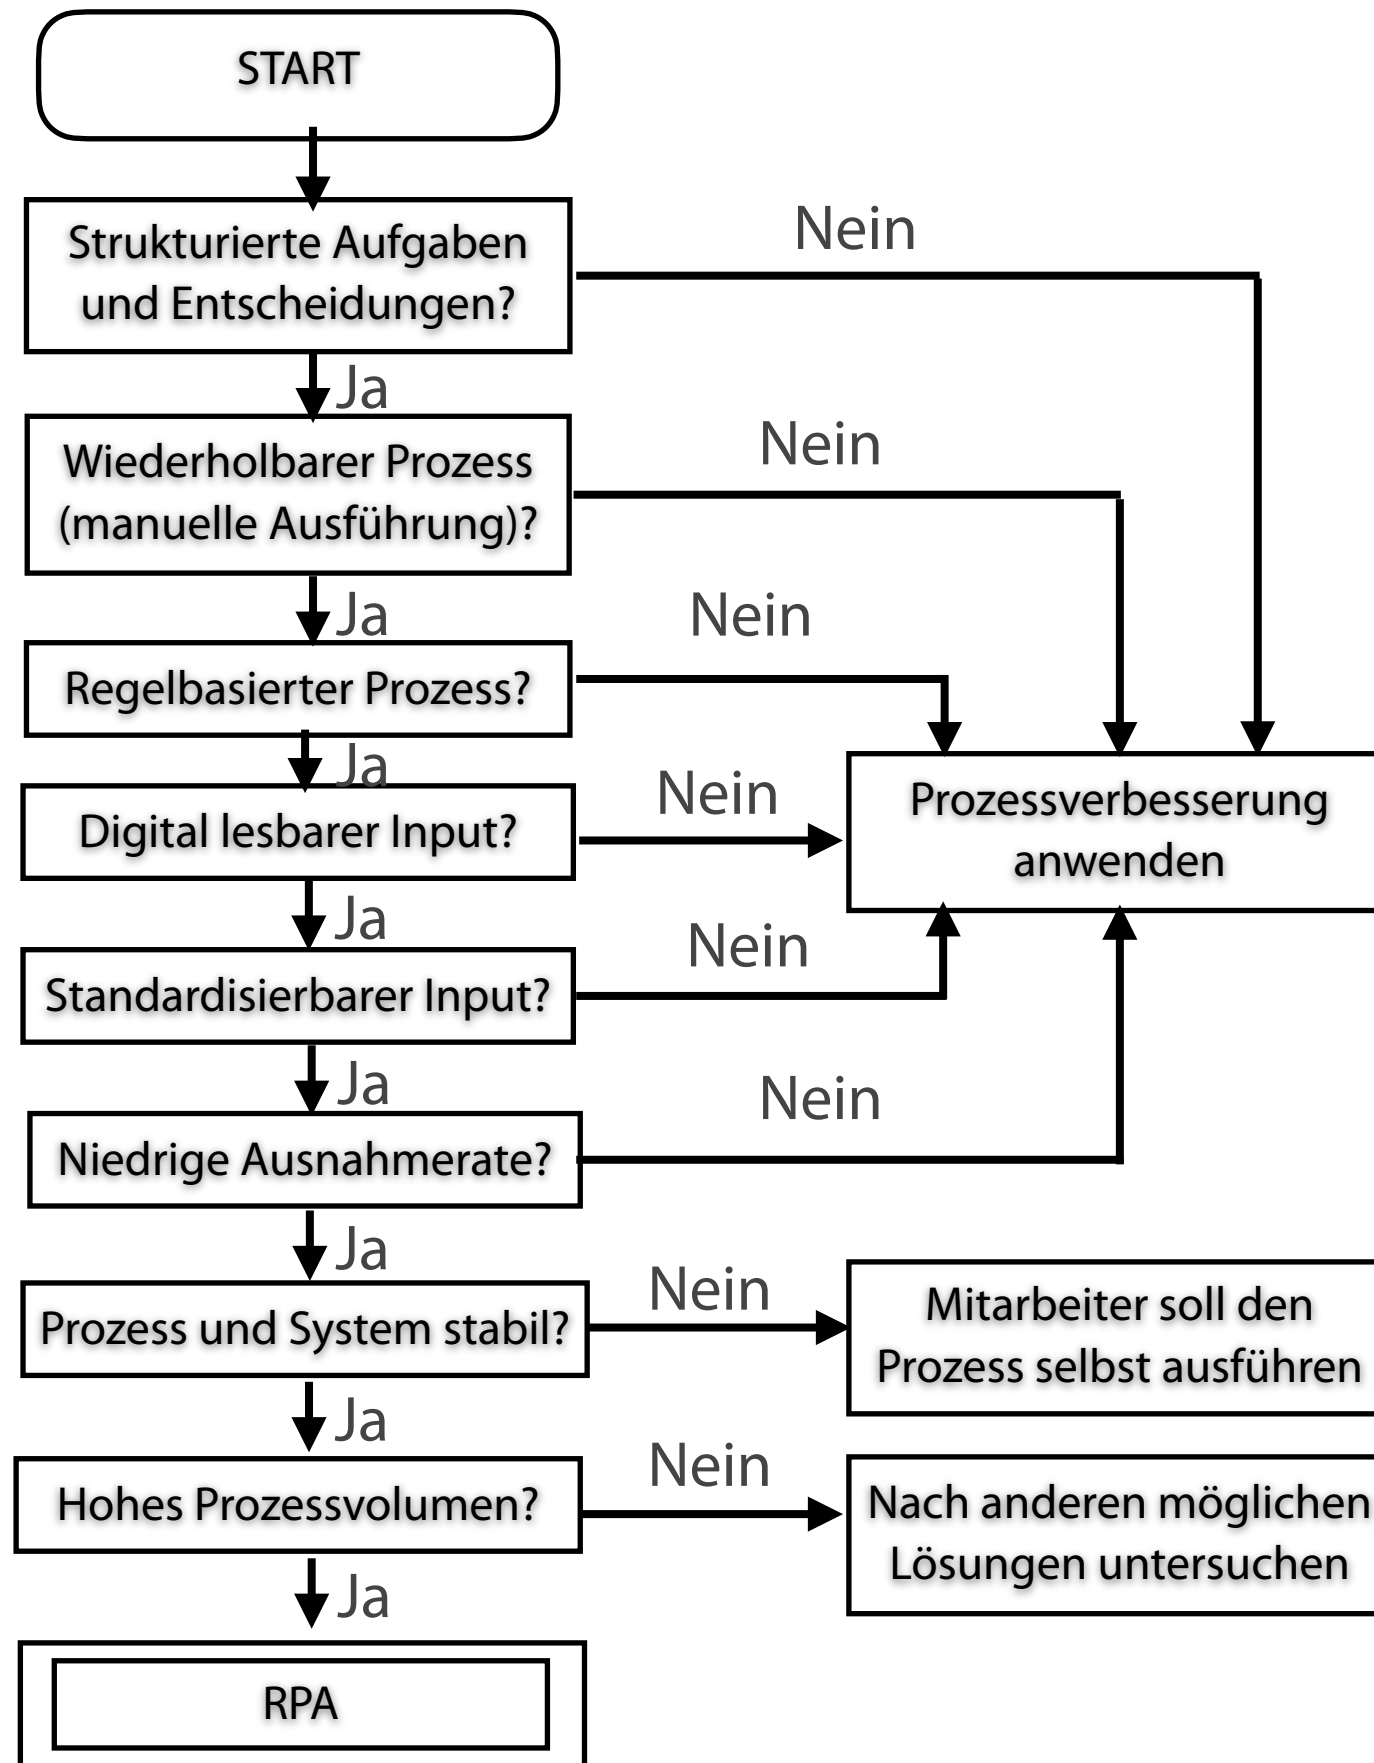 START
Strukturierte Aufgaben
und Entscheidungen?
Nein
Ja
Wiederholbarer Prozess
(manuelle Ausführung)?
Nein
Ja
Regelbasierter Prozess?
Nein
Ja
Digital lesbarer Input?
Nein
Prozessverbesserung
anwenden
Ja
Standardisierbarer Input?
Nein
Ja
Niedrige Ausnahmerate?
Nein
Ja
Prozess und System stabil?
Nein
Mitarbeiter soll den
Prozess selbst ausführen
Ja
Hohes Prozessvolumen?
Nein
Nach anderen möglichen
Lösungen untersuchen
Ja
RPA